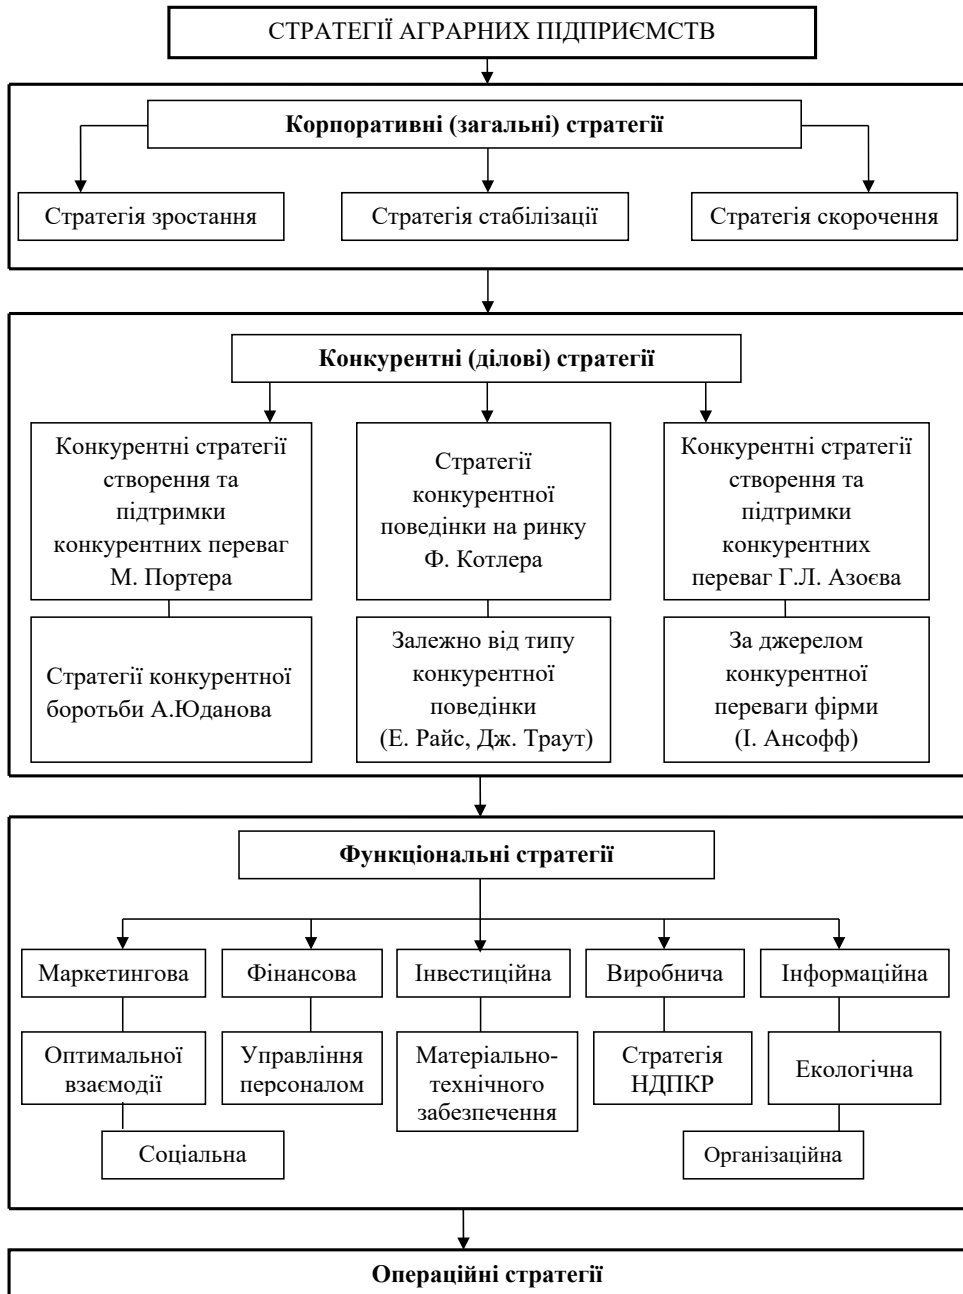 СТРАТЕГІЇ АГРАРНИХ ПІДПРИЄМСТВ
Корпоративні (загальні) стратегії
Стратегія зростання
Стратегія стабілізації
Стратегія скорочення
Конкурентні (ділові) стратегії
Конкурентні стратегії
створення та
підтримки
конкурентних переваг
М. Портера
Стратегії
конкурентної
поведінки на ринку
Ф. Котлера
Конкурентні стратегії
створення та
підтримки
конкурентних
переваг Г.Л. Азоєва
Стратегії конкурентної
боротьби А.Юданова
Залежно від типу
конкурентної
поведінки
(Е. Райс, Дж. Траут)
За джерелом
конкурентної
переваги фірми
(І. Ансофф)
Функціональні стратегії
Маркетингова
Фінансова
Інвестиційна
Виробнича
Інформаційна
Оптимальної
взаємодії
Управління
персоналом
Матеріально-
технічного
забезпечення
Стратегія
НДПКР
Екологічна
Соціальна
Організаційна
Операційні стратегії